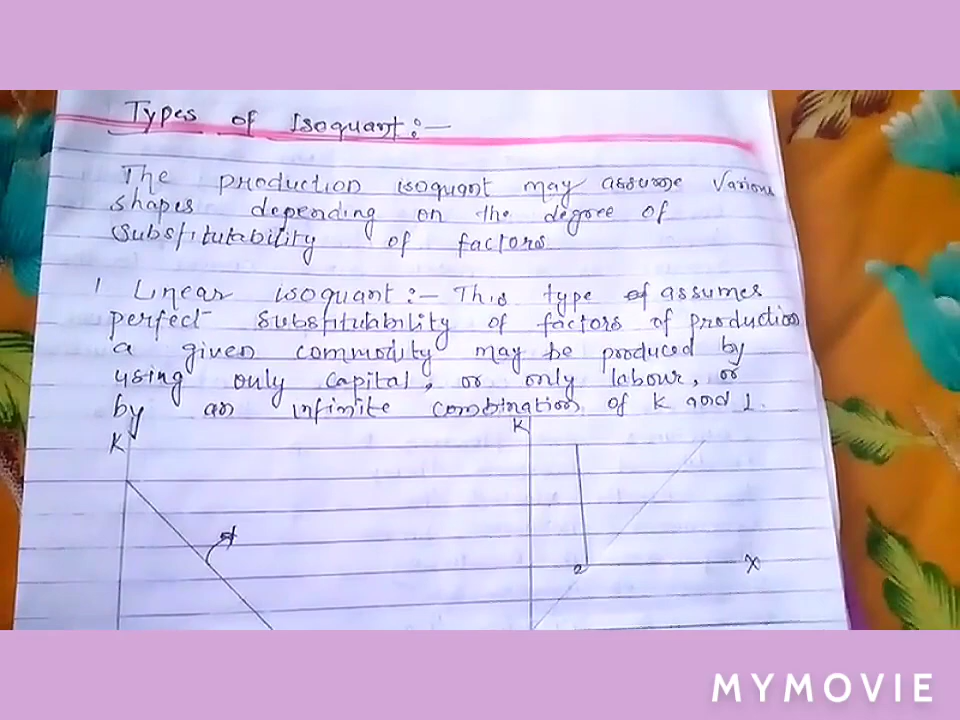 Types of Isoquant:-
The production isoquant may assume various
shapes depending on the degree of
substitutability of factors
1 Linear isoquant:- This type of assumes
perfect substitutability of factors of production
a given commodity may be produced by
using only capital, or only labour, or
by an infinite combination of K and L.
K
K
X
MYMOVIE